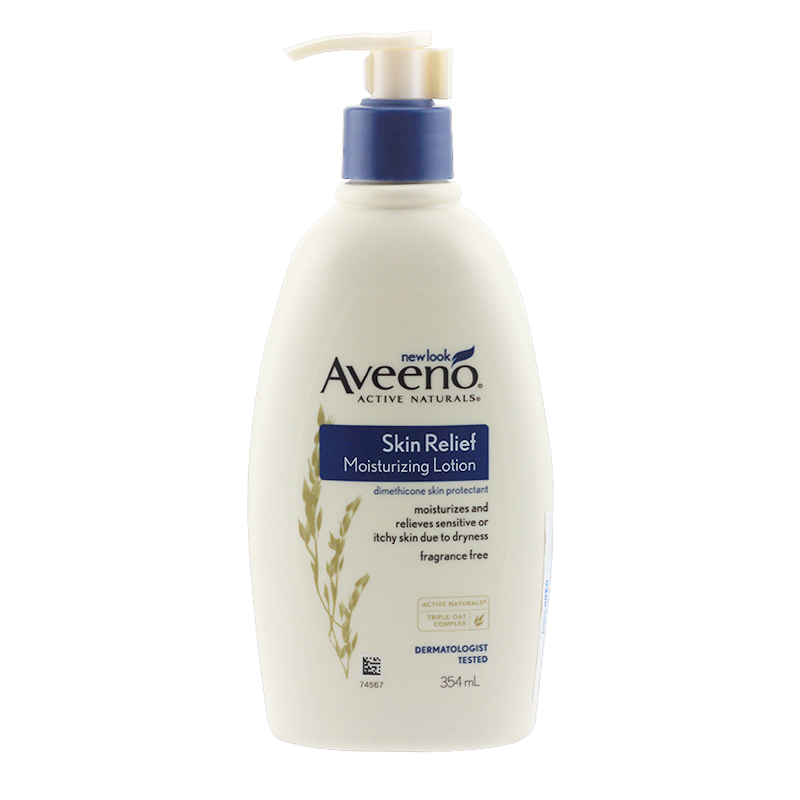 new look
Aveeno®
ACTIVE NATURALS®
Skin Relief
Moisturizing Lotion
dimethicone skin protectant
moisturizes and
relieves sensitive or
itchy skin due to dryness
fragrance free
ACTIVE NATURALS®
TRIPLE OAT
COMPLEX
DERMATOLOGIST
TESTED
74567
354 mL